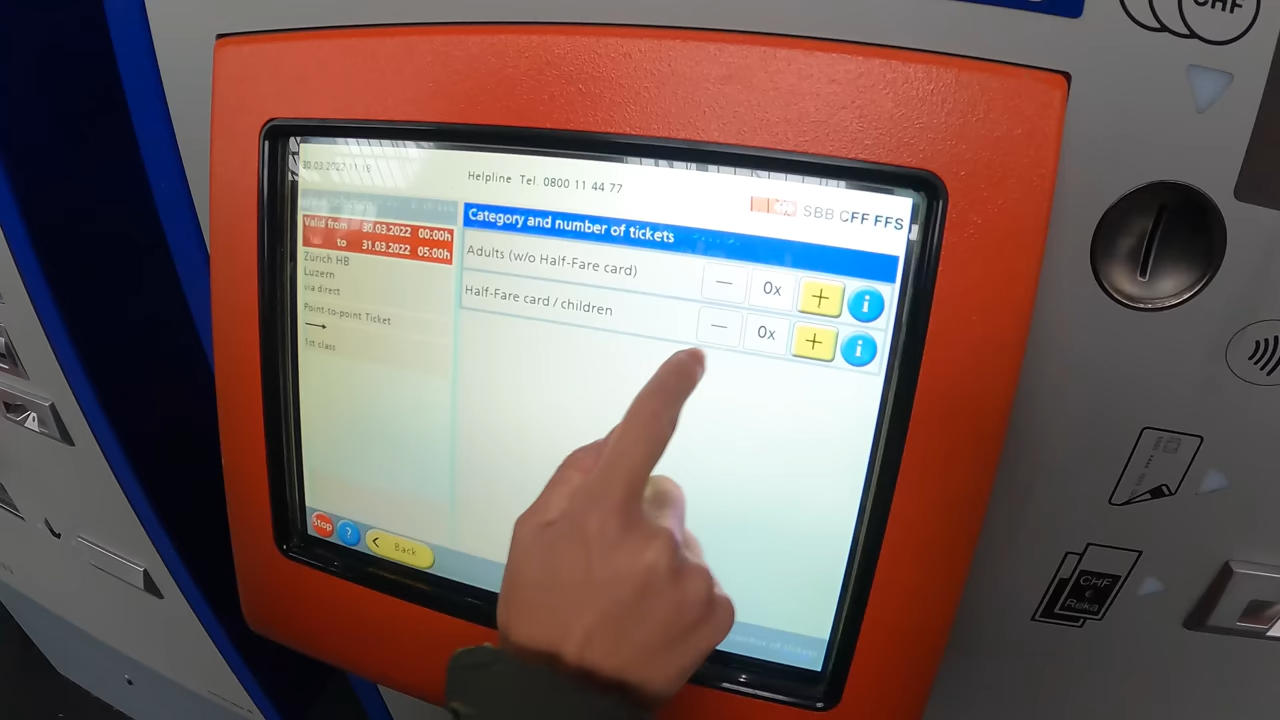 CHF
30.03.2022 11:18
Helpline Tel. 0800 11 44 77
SBB CFF FFS
Valid from 30.03.2022 00:00h
to 31.03.2022 05:00h
Zürich HB
Luzern
via direct
Point-to-point Ticket
1st class
Category and number of tickets
Adults (w/o Half-Fare card)
— 0x + i
Half-Fare card / children
— 0x + i
Stop ? < Back
number of tickets
CHF
€
Reka